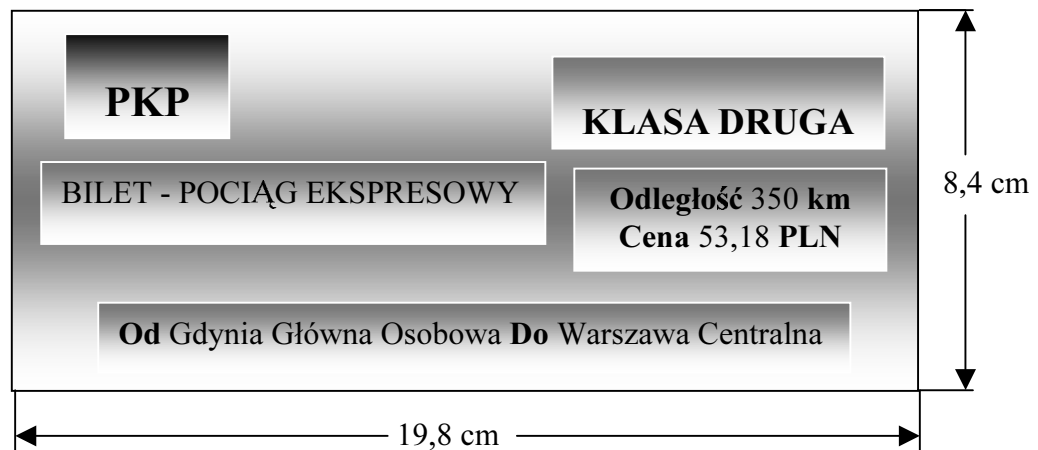 PKP
KLASA DRUGA
BILET - POCIĄG EKSPRESOWY
Odległość 350 km
Cena 53,18 PLN
8,4 cm
Od Gdynia Główna Osobowa Do Warszawa Centralna
19,8 cm